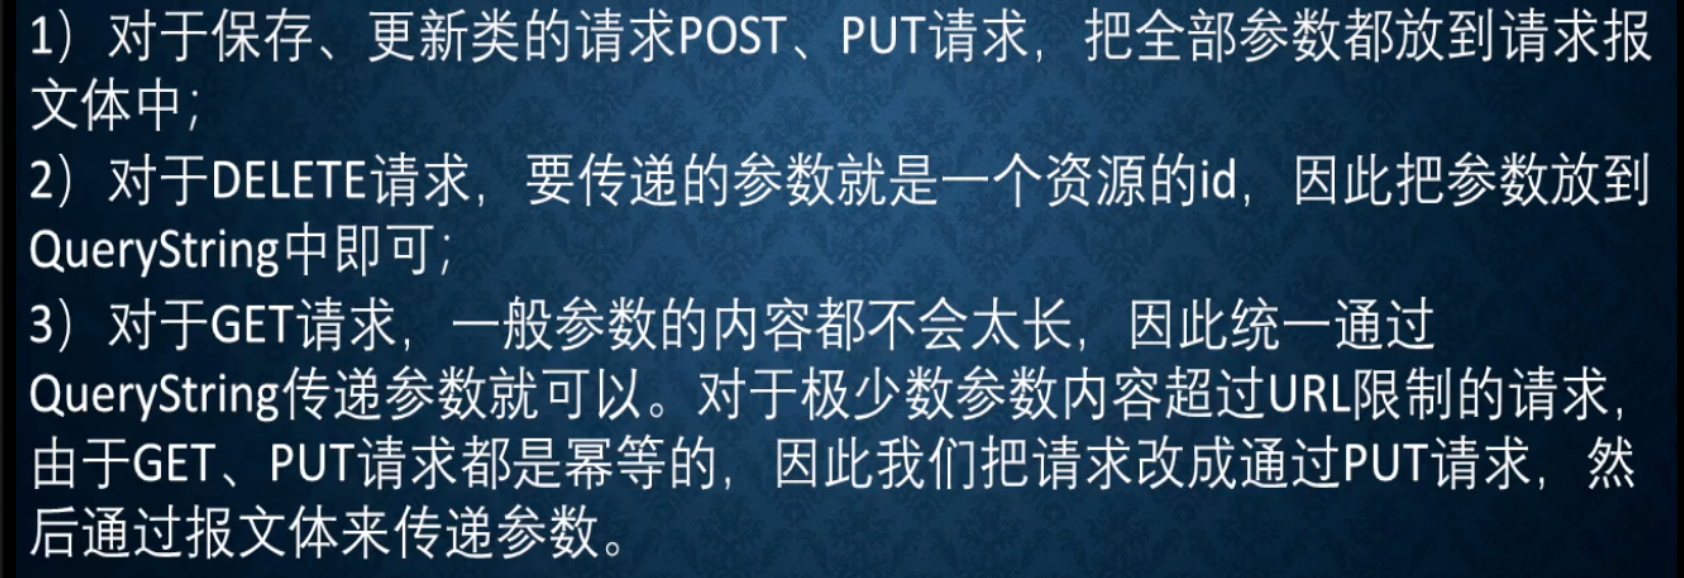 1）对于保存、更新类的请求POST、PUT请求，把全部参数都放到请求报
文体中；
2）对于DELETE请求，要传递的参数就是一个资源的id，因此把参数放到
QueryString中即可；
3）对于GET请求，一般参数的内容都不会太长，因此统一通过
QueryString传递参数就可以。对于极少数参数内容超过URL限制的请求，
由于GET、PUT请求都是幂等的，因此我们把请求改成通过PUT请求，然
后通过报文体来传递参数。